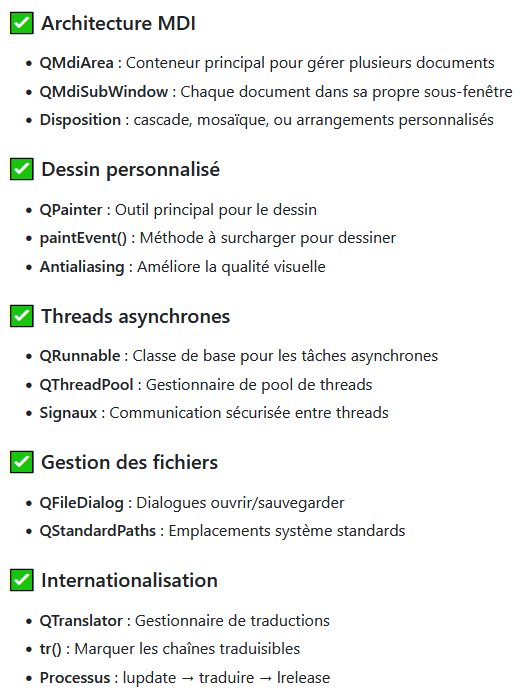 ✅ Architecture MDI
• QMdiArea : Conteneur principal pour gérer plusieurs documents
• QMdiSubWindow : Chaque document dans sa propre sous-fenêtre
• Disposition : cascade, mosaïque, ou arrangements personnalisés
✅ Dessin personnalisé
• QPainter : Outil principal pour le dessin
• paintEvent() : Méthode à surcharger pour dessiner
• Antialiasing : Améliore la qualité visuelle
✅ Threads asynchrones
• QRunnable : Classe de base pour les tâches asynchrones
• QThreadPool : Gestionnaire de pool de threads
• Signaux : Communication sécurisée entre threads
✅ Gestion des fichiers
• QFileDialog : Dialogues ouvrir/sauvegarder
• QStandardPaths : Emplacements système standards
✅ Internationalisation
• QTranslator : Gestionnaire de traductions
• tr() : Marquer les chaînes traduisibles
• Processus : lupdate → traduire → lrelease